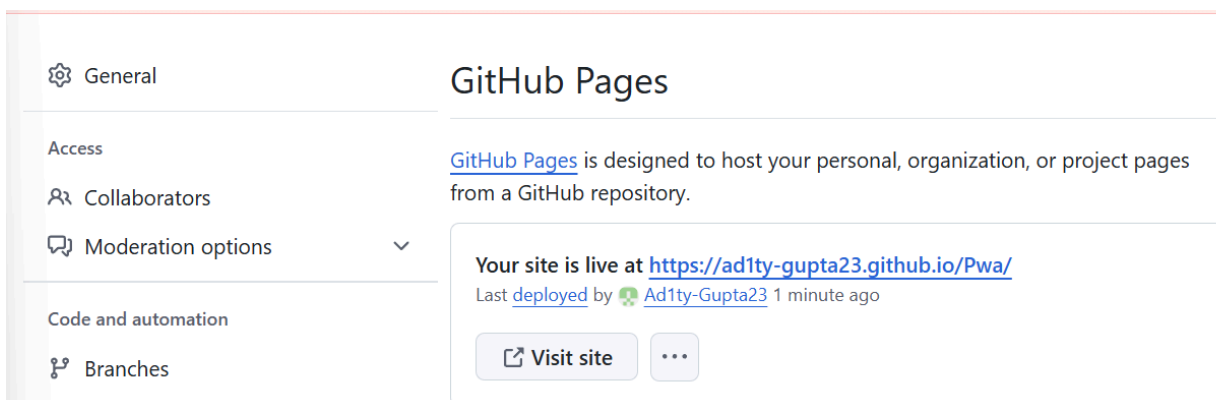 General
Access
Collaborators
Moderation options
Code and automation
Branches
GitHub Pages
GitHub Pages is designed to host your personal, organization, or project pages
from a GitHub repository.
Your site is live at https://ad1ty-gupta23.github.io/Pwa/
Last deployed by Ad1ty-Gupta23 1 minute ago
Visit site